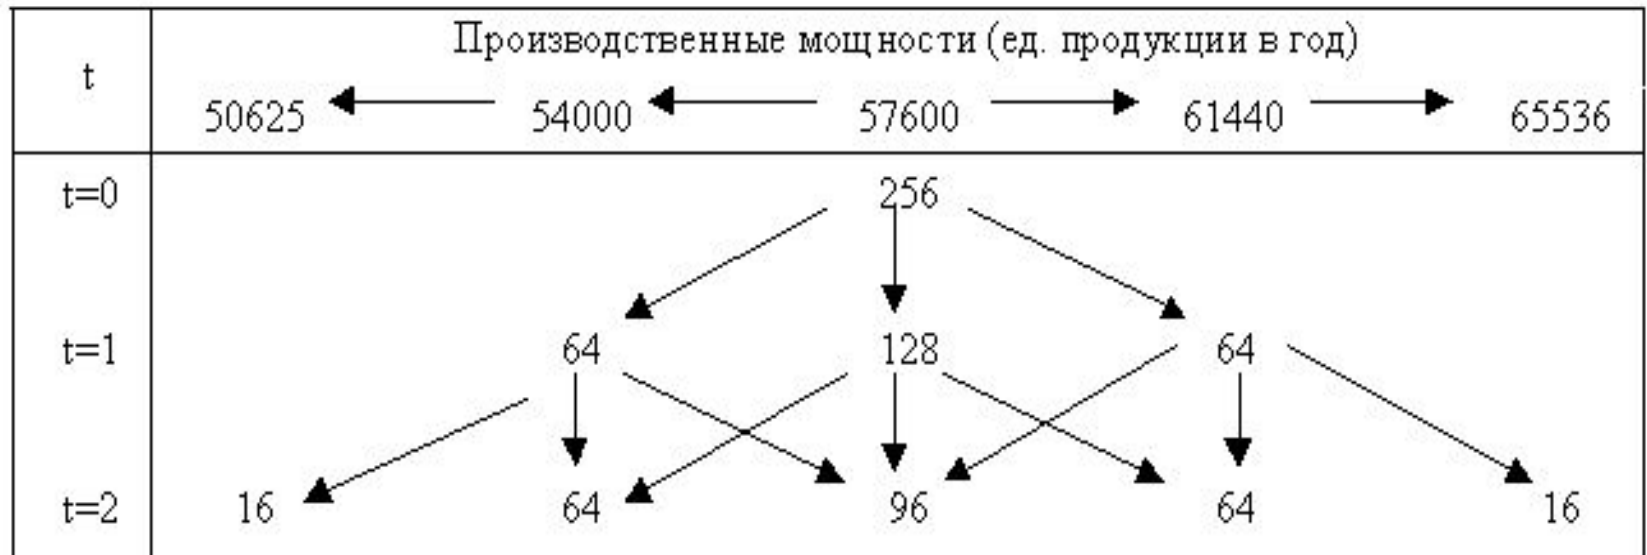 Производственные мощности (ед. продукции в год)
t
50625 54000 57600 61440 65536
t=0 256
t=1 64 128 64
t=2 16 64 96 64 16